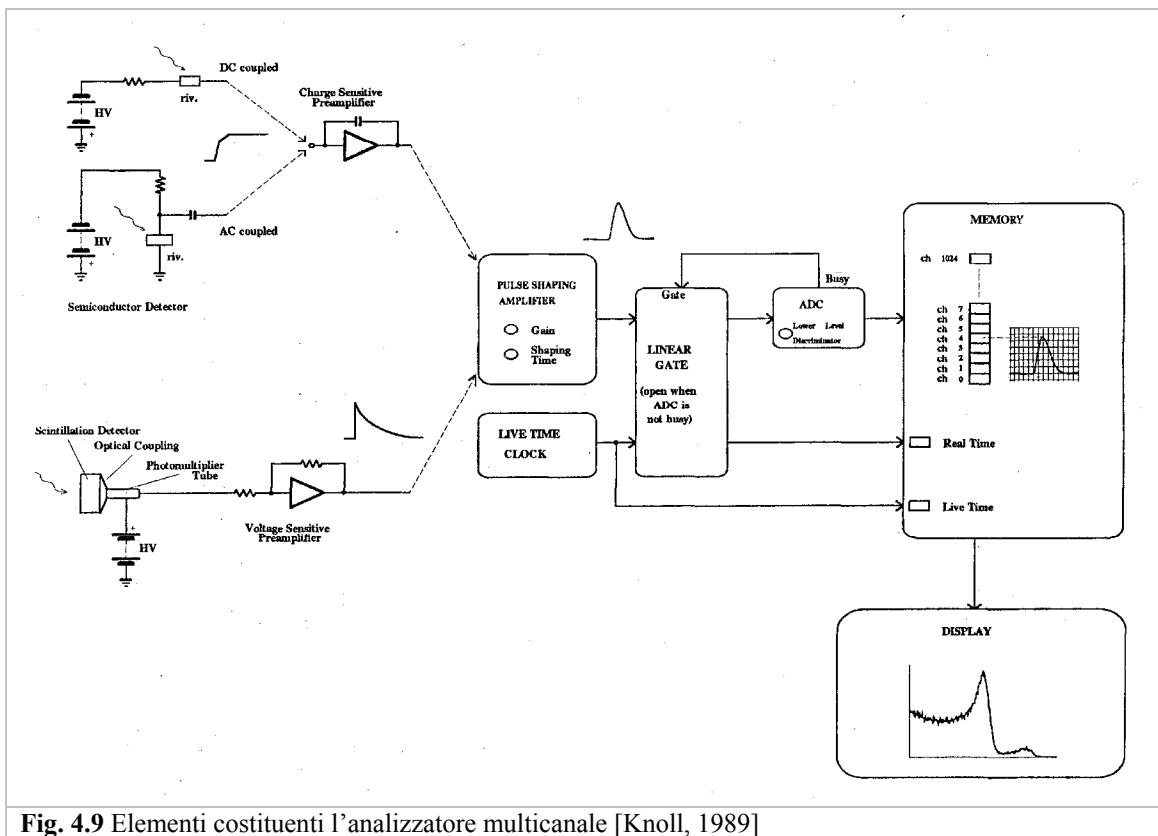 DC coupled
HV
+
riv.
Charge Sensitive
Preamplifier
AC coupled
HV
+
riv.
Semiconductor Detector
Scintillation Detector
Optical Coupling
Photomultiplier
Tube
+
HV
Voltage Sensitive
Preamplifier
PULSE SHAPING
AMPLIFIER
Gain
Shaping
Time
LIVE TIME
CLOCK
Gate
LINEAR
GATE
(open when
ADC is
not busy)
Busy
ADC
Lower Level
Discriminator
MEMORY
ch 1024
ch 7
ch 6
ch 5
ch 4
ch 3
ch 2
ch 1
ch 0
Real Time
Live Time
DISPLAY
Fig. 4.9 Elementi costituenti l’analizzatore multicanale [Knoll, 1989]